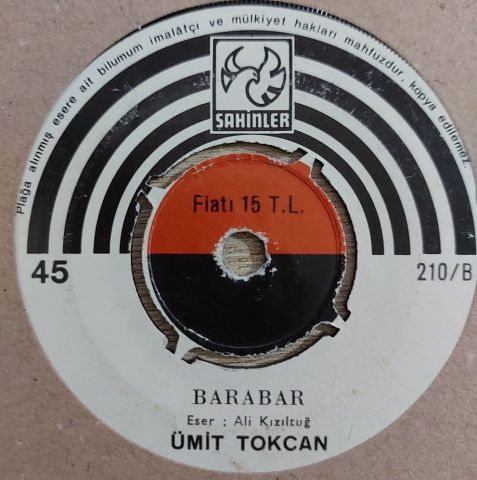 Plağa alınmış esere ait bilumum imalâtçı ve mülkiyet hakları mahfuzdur, kopya edilemez.
ŞAHİNLER
Fiatı 15 T.L.
45
210/B
BARABAR
Eser : Ali Kızıltuğ
ÜMİT TOKCAN